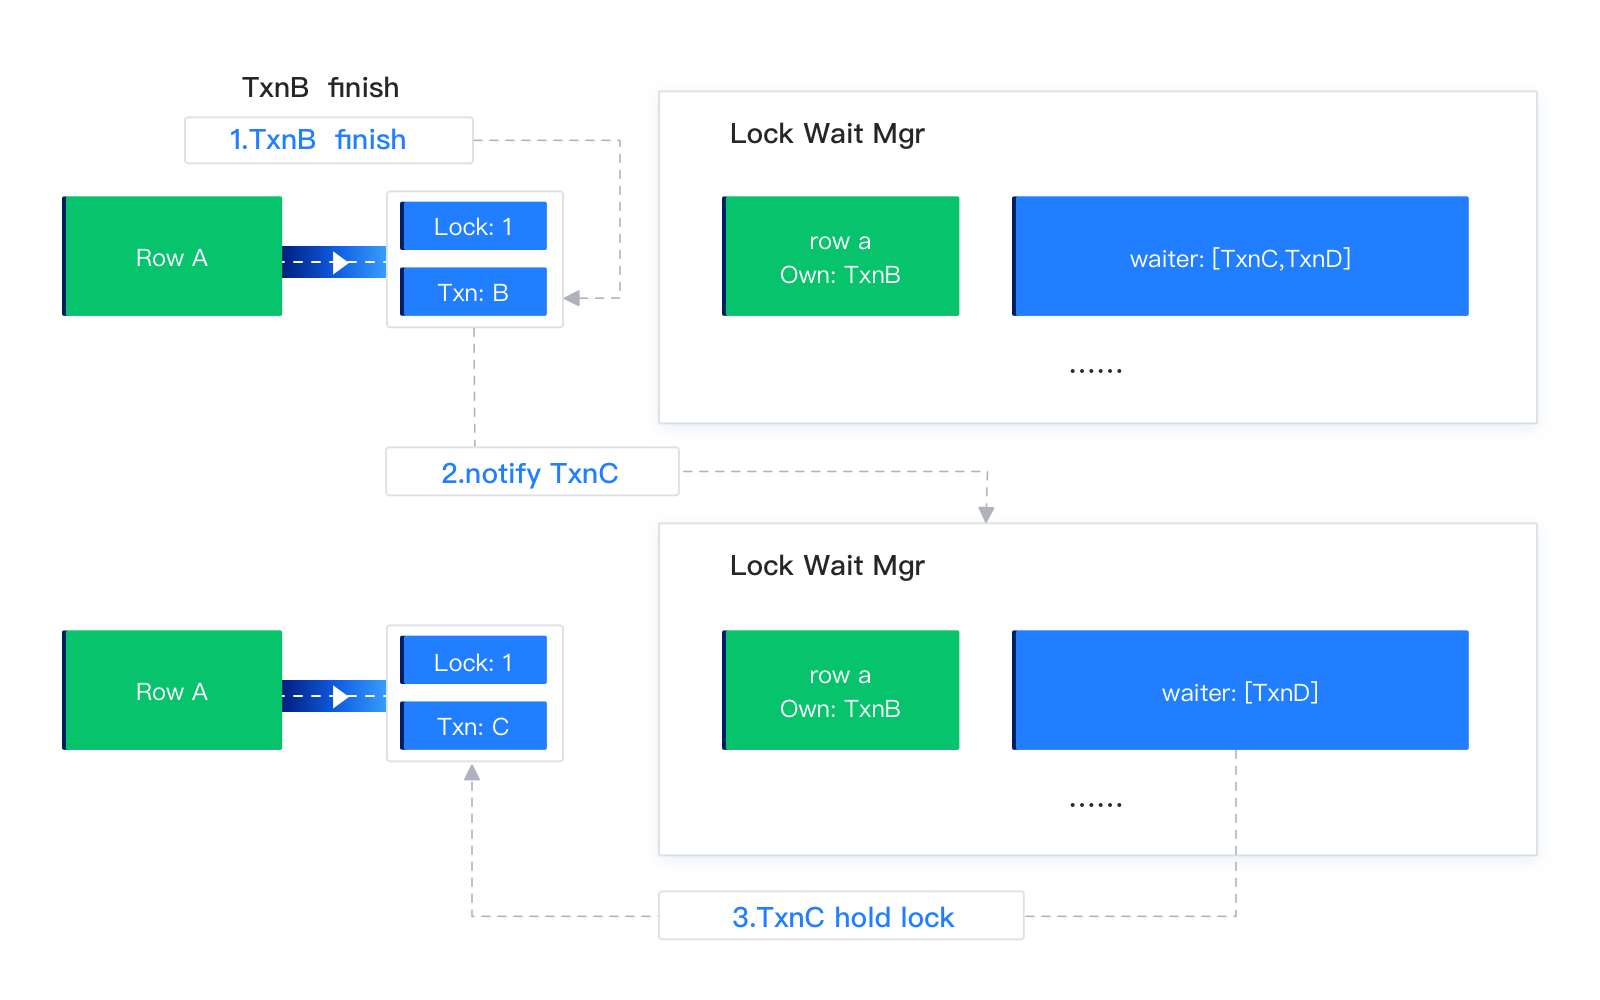 TxnB finish
1.TxnB finish
Lock Wait Mgr
Row A
Lock: 1
Txn: B
row a
Own: TxnB
waiter: [TxnC,TxnD]
......
2.notify TxnC
Lock Wait Mgr
Row A
Lock: 1
Txn: C
row a
Own: TxnB
waiter: [TxnD]
......
3.TxnC hold lock